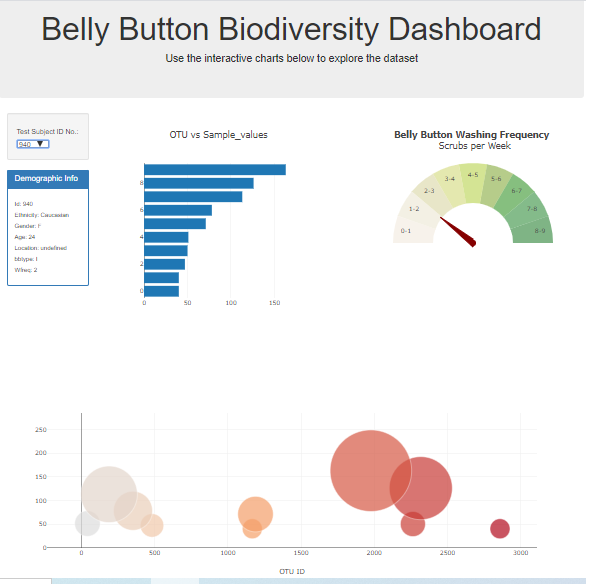 Belly Button Biodiversity Dashboard
Use the interactive charts below to explore the dataset
Test Subject ID No.:
940
Demographic Info
Id: 940
Ethnicity: Caucasian
Gender: F
Age: 24
Location: undefined
bbtype: I
Wfreq: 2
OTU vs Sample_values
8
6
4
2
0
0 50 100 150
Belly Button Washing Frequency
Scrubs per Week
0-1
1-2
2-3
3-4
4-5
5-6
6-7
7-8
8-9
250
200
150
100
50
0
0 500 1000 1500 2000 2500 3000
OTU ID